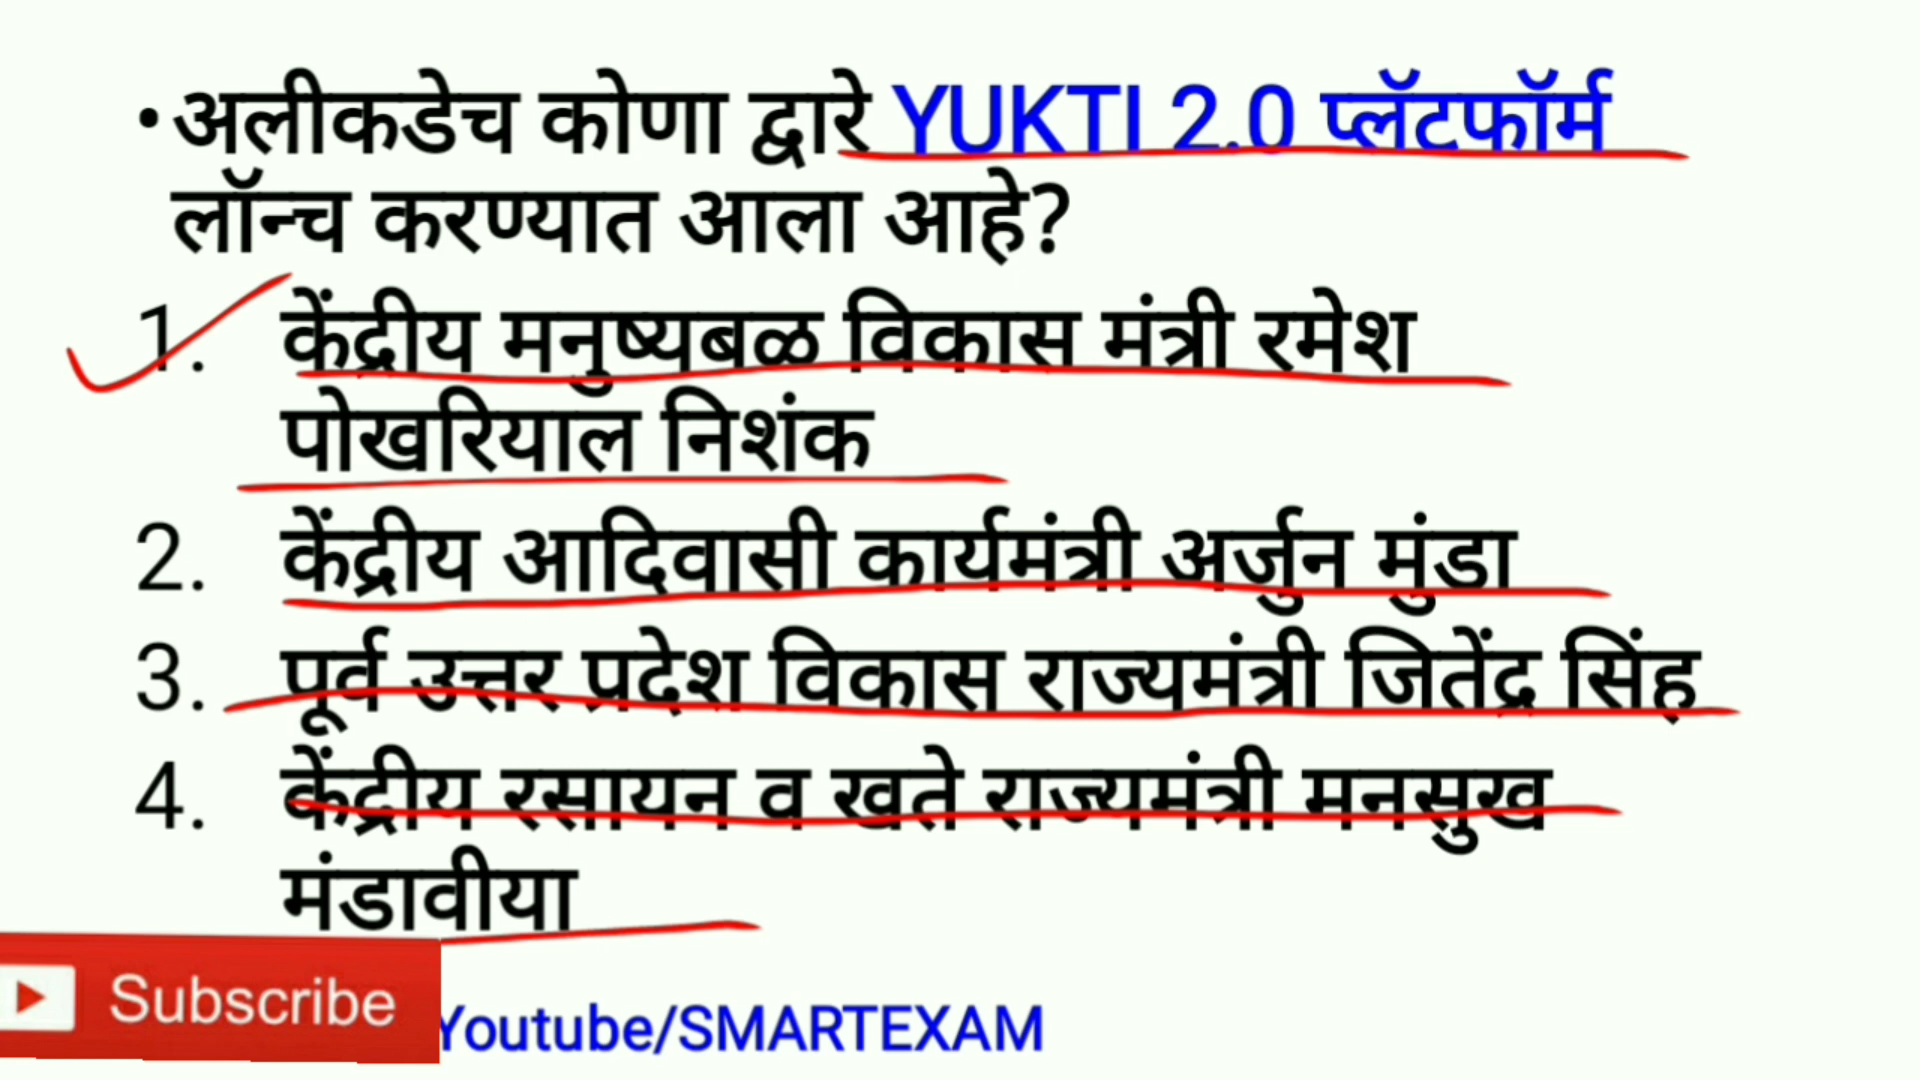 • अलीकडेच कोणा द्वारे YUKTI 2.0 प्लॅटफॉर्म
लॉन्च करण्यात आला आहे?
1. केंद्रीय मनुष्यबळ विकास मंत्री रमेश
पोखरियाल निशंक
2. केंद्रीय आदिवासी कार्यमंत्री अर्जुन मुंडा
3. पूर्व उत्तर प्रदेश विकास राज्यमंत्री जितेंद्र सिंह
4. केंद्रीय रसायन व खते राज्यमंत्री मनसुख
मंडावीया
Subscribe
Youtube/SMARTEXAM